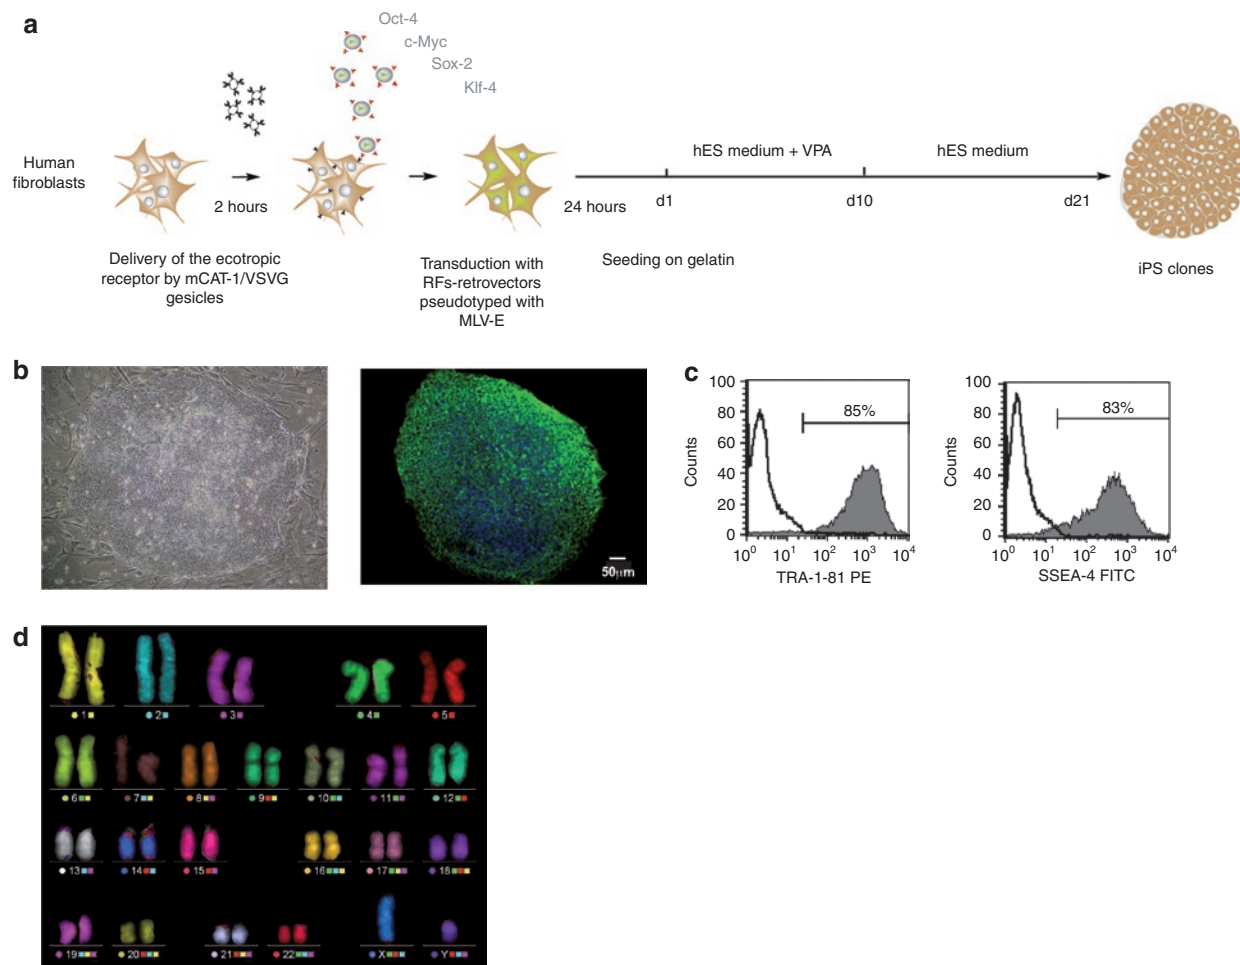 a
Oct-4
c-Myc
Sox-2
Klf-4
Human
fibroblasts
2 hours
24 hours
hES medium + VPA
hES medium
d1
d10
d21
Delivery of the ecotropic
receptor by mCAT-1/VSVG
gesicles
Transduction with
RFs-retrovectors
pseudotyped with
MLV-E
Seeding on gelatin
iPS clones
b
50μm
c
100
80
60
40
20
0
Counts
85%
10⁰ 10¹ 10² 10³ 10⁴
TRA-1-81 PE
100
80
60
40
20
0
Counts
83%
10⁰ 10¹ 10² 10³ 10⁴
SSEA-4 FITC
d
1 2 3 4 5
6 7 8 9 10 11 12
13 14 15 16 17 18
19 20 21 22 X Y